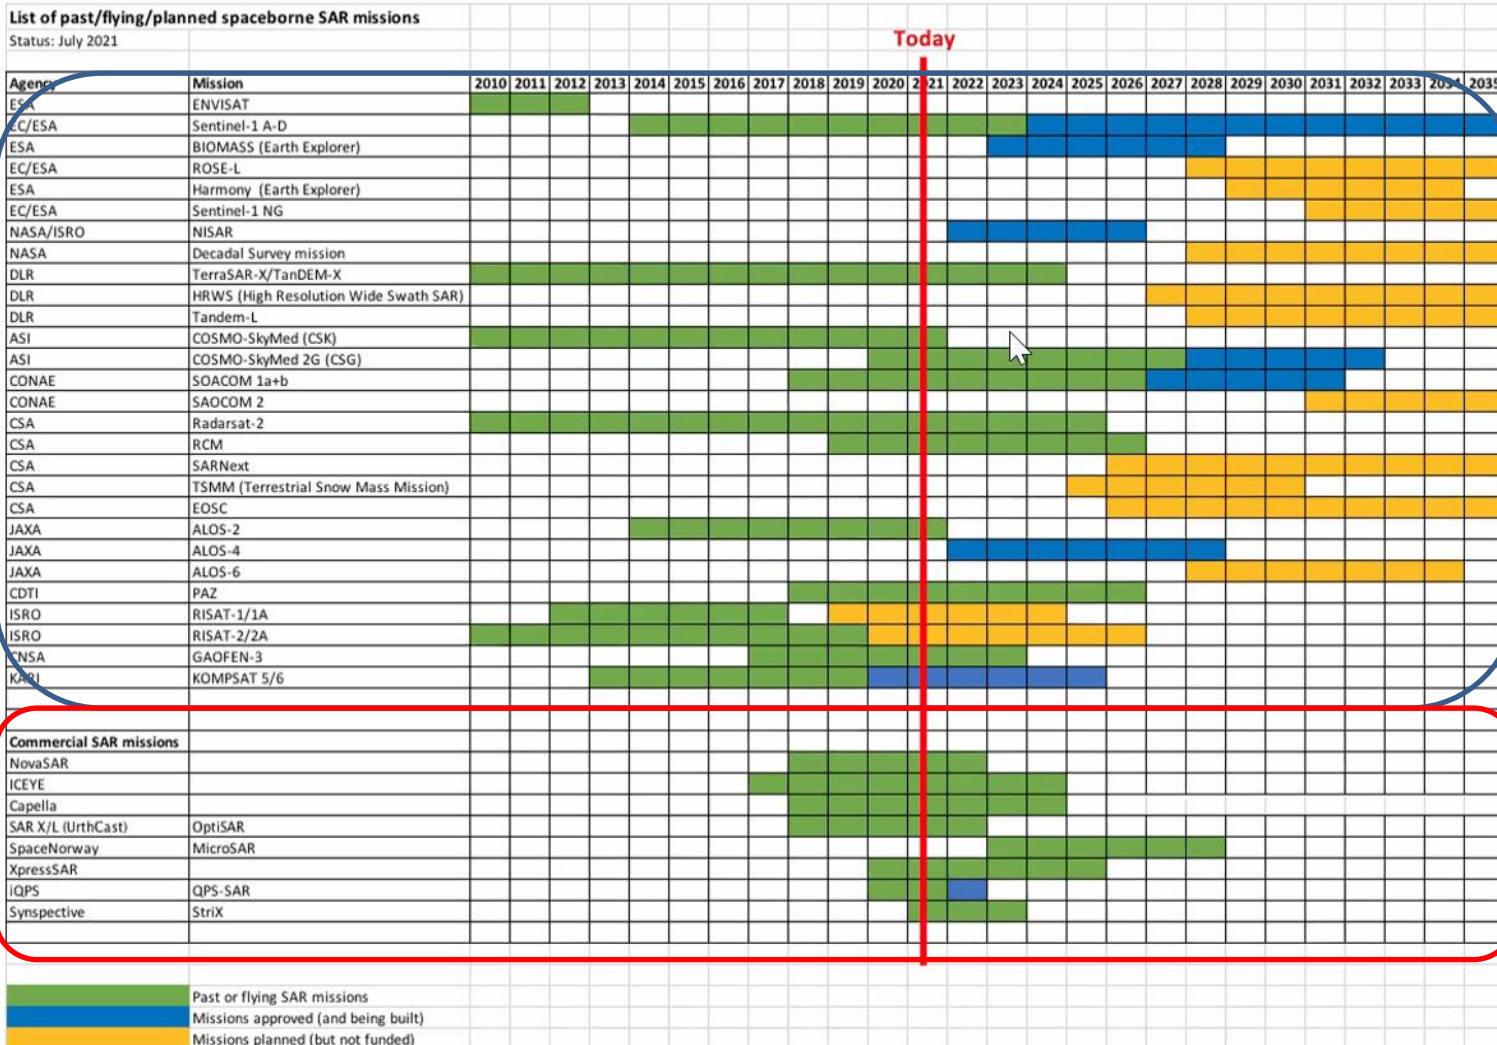 List of past/flying/planned spaceborne SAR missions
Status: July 2021
Today
Agency Mission 2010 2011 2012 2013 2014 2015 2016 2017 2018 2019 2020 2021 2022 2023 2024 2025 2026 2027 2028 2029 2030 2031 2032 2033 2034 2035
ESA ENVISAT
EC/ESA Sentinel-1 A-D
ESA BIOMASS (Earth Explorer)
EC/ESA ROSE-L
ESA Harmony (Earth Explorer)
EC/ESA Sentinel-1 NG
NASA/ISRO NISAR
NASA Decadal Survey mission
DLR TerraSAR-X/TanDEM-X
DLR HRWS (High Resolution Wide Swath SAR)
DLR Tandem-L
ASI COSMO-SkyMed (CSK)
ASI COSMO-SkyMed 2G (CSG)
CONAE SOACOM 1a+b
CONAE SAOCOM 2
CSA Radarsat-2
CSA RCM
CSA SARNext
CSA TSMM (Terrestrial Snow Mass Mission)
CSA EOSC
JAXA ALOS-2
JAXA ALOS-4
JAXA ALOS-6
CDTI PAZ
ISRO RISAT-1/1A
ISRO RISAT-2/2A
CNSA GAOFEN-3
KARI KOMPSAT 5/6
Commercial SAR missions
NovaSAR
ICEYE
Capella
SAR X/L (UrthCast) OptiSAR
SpaceNorway MicroSAR
XpressSAR
iQPS QPS-SAR
Synspective StriX
Past or flying SAR missions
Missions approved (and being built)
Missions planned (but not funded)